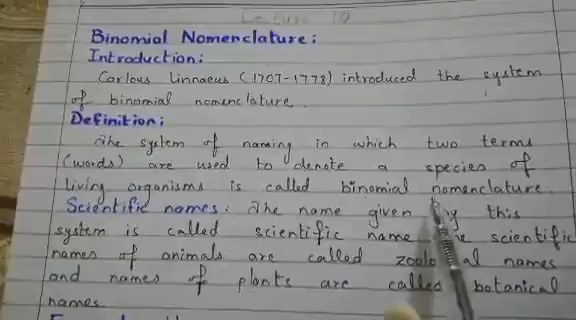 Lecture 10
Binomial Nomenclature:
Introduction:
Carlous Linnaeus (1707-1778) introduced the system
of binomial nomenclature.
Definition:
The system of naming in which two terms
(words) are used to denote a species of
living organisms is called binomial nomenclature
Scientific names: The name given by this
system is called scientific name. scientific
names of animals are called names
and names of plants are called botanical
names.